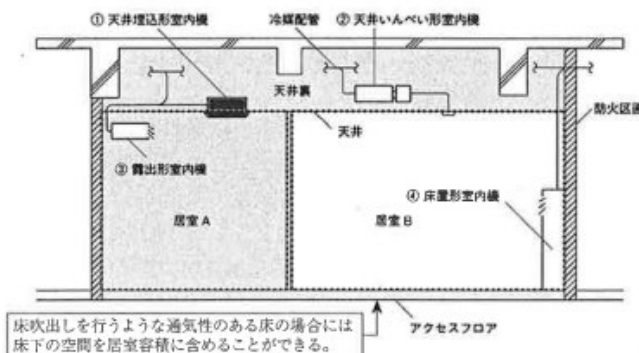 ① 天井埋込形室内機
冷媒配管
② 天井いんぺい形室内機
天井裏
防火区画
天井
③ 露出形室内機
④ 床置形室内機
居室A
居室B
床吹出しを行うような通気性のある床の場合には
床下の空間を居室容積に含めることができる。
アクセスフロア